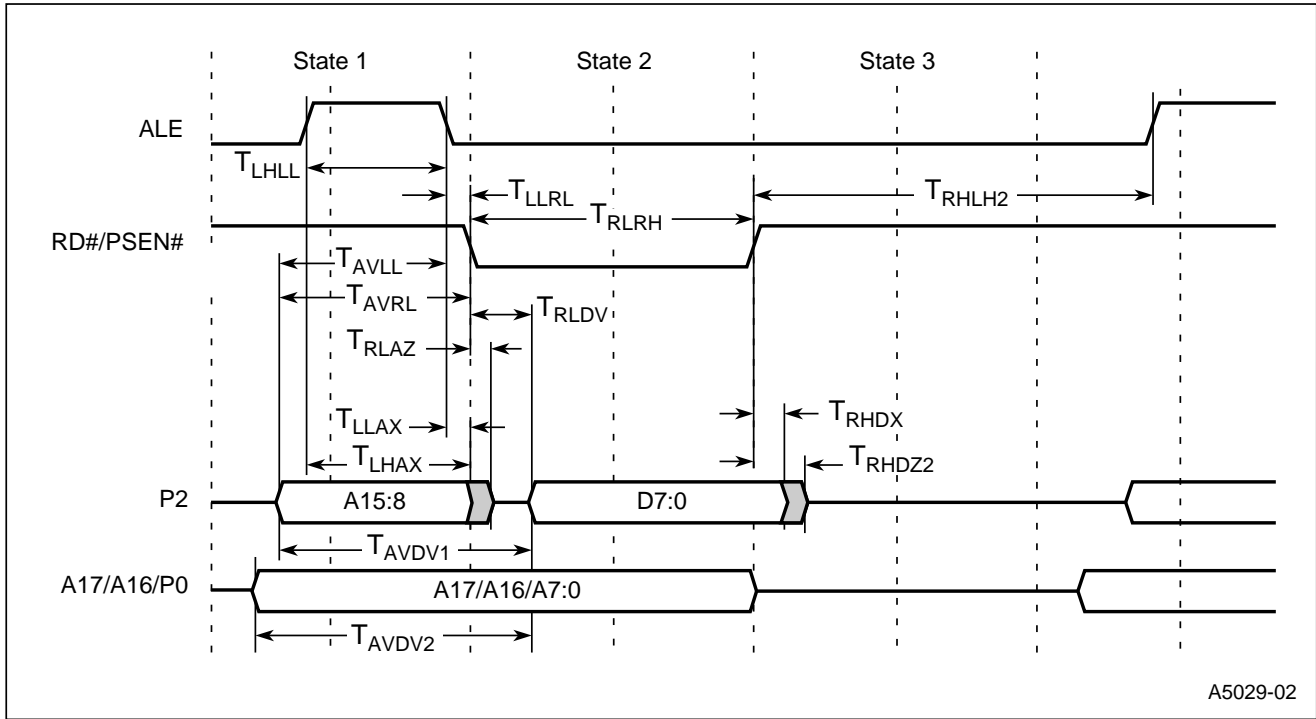 State 1 State 2 State 3
ALE
TLHLL
TLLRL
TRHLH2
TRLRH
RD#/PSEN#
TAVLL
TAVRL
TRLDV
TRLAZ
TLLAX
TRHDX
TLHAX
TRHDZ2
P2 A15:8 D7:0
TAVDV1
A17/A16/P0 A17/A16/A7:0
TAVDV2
A5029-02